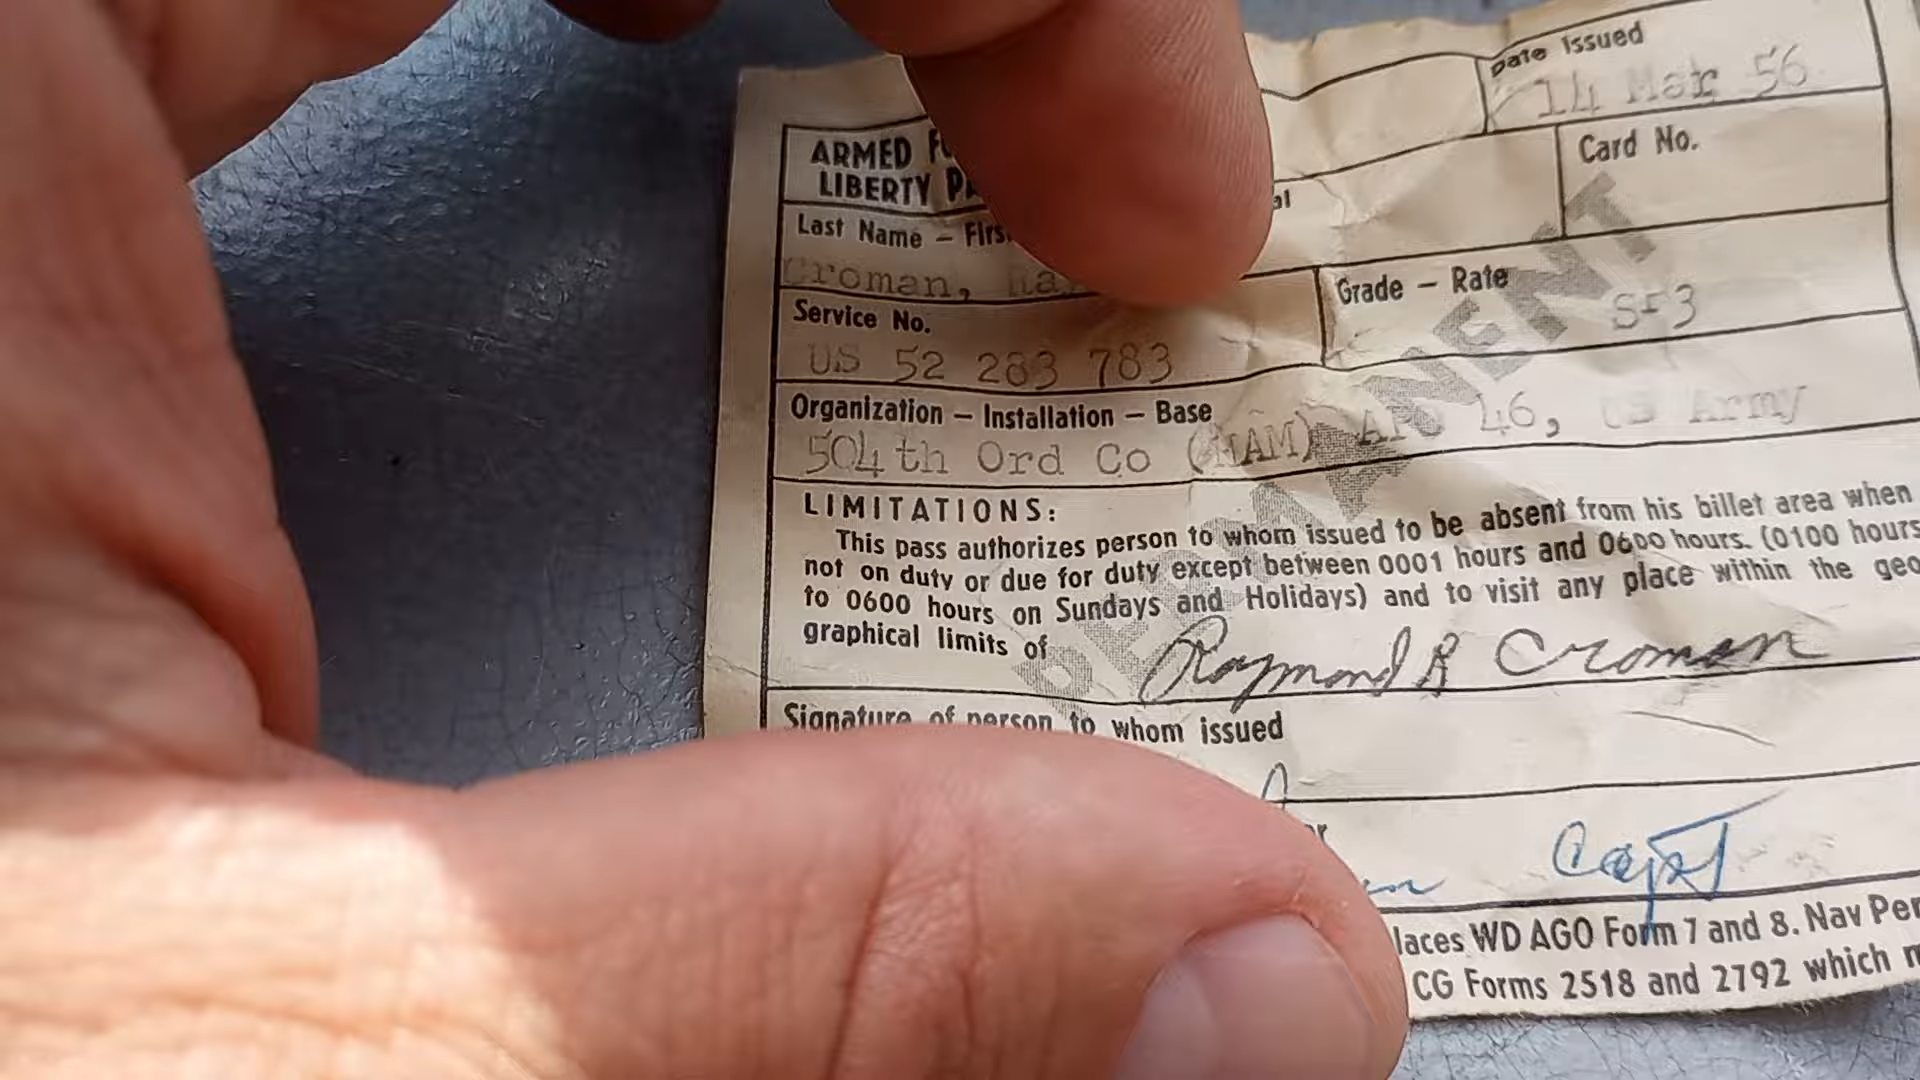 Date Issued
14 Mar 56
ARMED
LIBERTY
Card No.
Last Name –
Croman,
Service No.
US 52 283 783
Grade – Rate
Organization – Installation – Base
504th Ord Co 46, US Army
PERMANENT
LIMITATIONS:
This pass authorizes person to whom issued to be absent from his billet area when
not on duty or due for duty except between 0001 hours and 0600 hours. (0100 hours
to 0600 hours on Sundays and Holidays) and to visit any place within the geo
graphical limits of
Raymond R Croman
Signature of person to whom issued
Capt
WD AGO Form 7 and 8. Nav
CG Forms 2518 and 2792 which